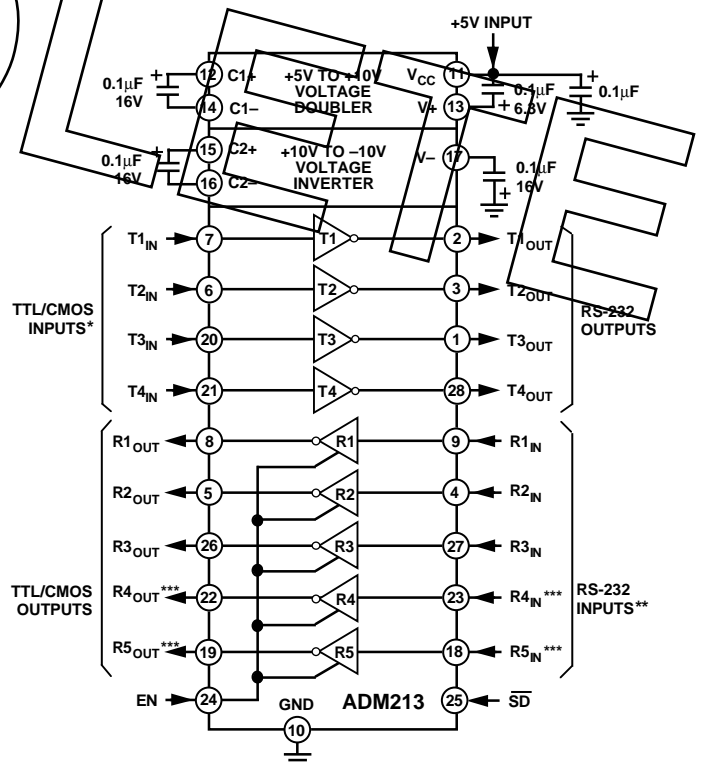 +5V INPUT
0.1µF
16V
+
12
C1+
+5V TO +10V
VOLTAGE
DOUBLER
VCC
11
14
C1–
V+
13
+
0.1µF
6.3V
+
0.1µF
0.1µF
16V
+
15
C2+
+10V TO –10V
VOLTAGE
INVERTER
V–
17
16
C2–
+
0.1µF
16V
T1IN 7 T1 2 T1OUT
T2IN 6 T2 3 T2OUT
T3IN 20 T3 1 T3OUT
T4IN 21 T4 28 T4OUT
TTL/CMOS
INPUTS*
RS-232
OUTPUTS
R1OUT 8 R1 9 R1IN
R2OUT 5 R2 4 R2IN
R3OUT 26 R3 27 R3IN
R4OUT*** 22 R4 23 R4IN***
R5OUT*** 19 R5 18 R5IN***
TTL/CMOS
OUTPUTS
RS-232
INPUTS**
EN 24 GND ADM213 25 SD
10